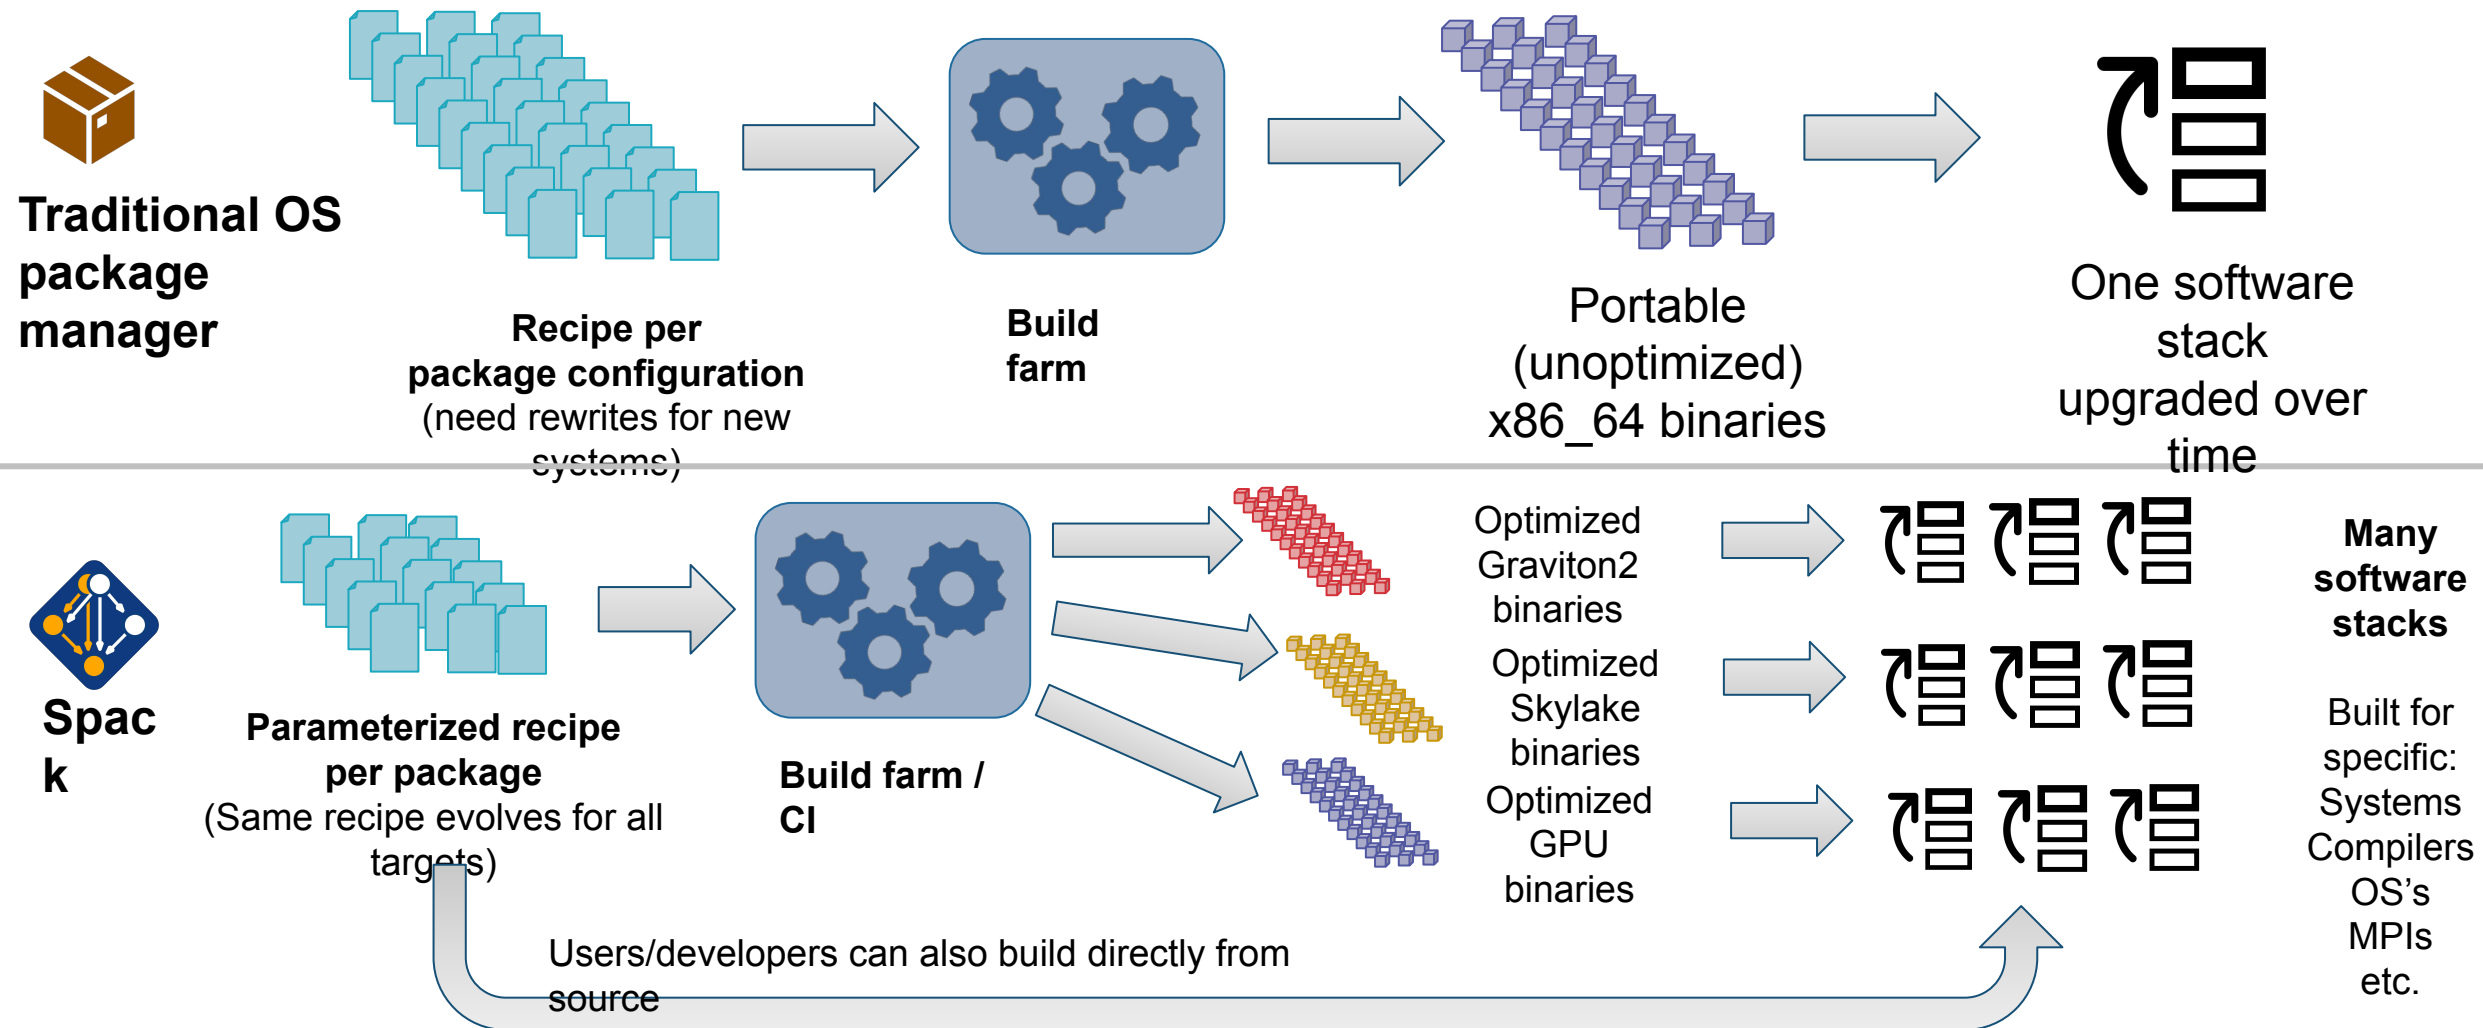 Traditional OS
package
manager
Recipe per
package configuration
(need rewrites for new
systems)
Build
farm
Portable
(unoptimized)
x86_64 binaries
One software
stack
upgraded over
time
Spac
k
Parameterized recipe
per package
(Same recipe evolves for all
targets)
Build farm /
CI
Optimized
Graviton2
binaries
Optimized
Skylake
binaries
Optimized
GPU
binaries
Many
software
stacks
Built for
specific:
Systems
Compilers
OS’s
MPIs
etc.
Users/developers can also build directly from
source